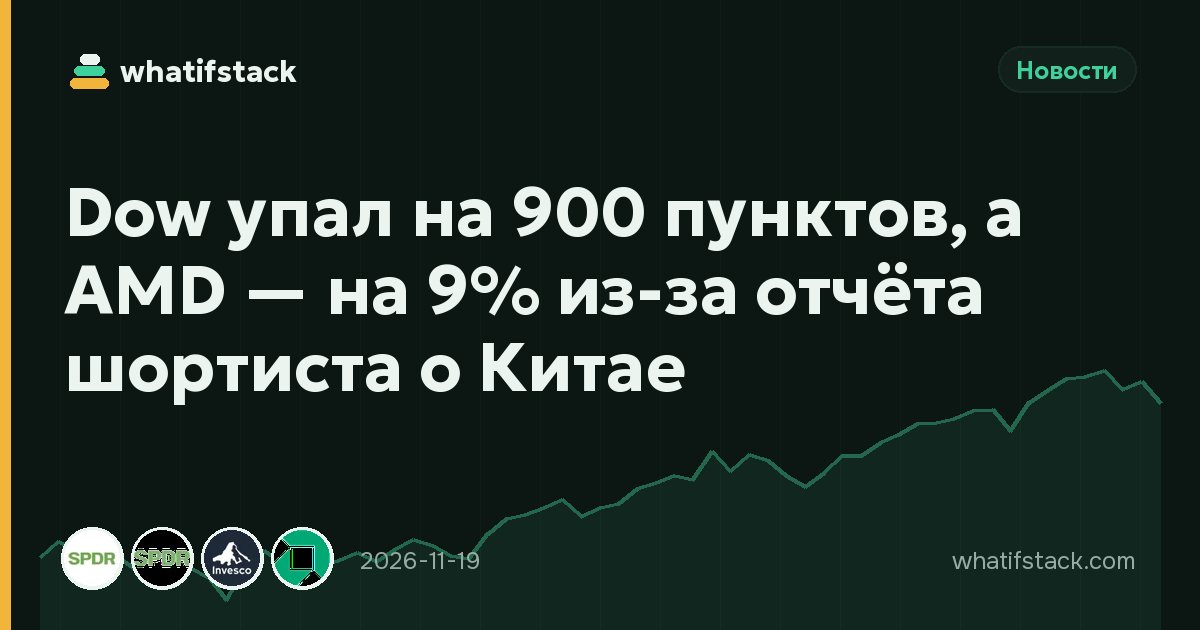 whatifstack
Новости
Dow упал на 900 пунктов, а
AMD — на 9% из-за отчёта
шортиста о Китае
SPDR
SPDR
Invesco
2026-11-19
whatifstack.com